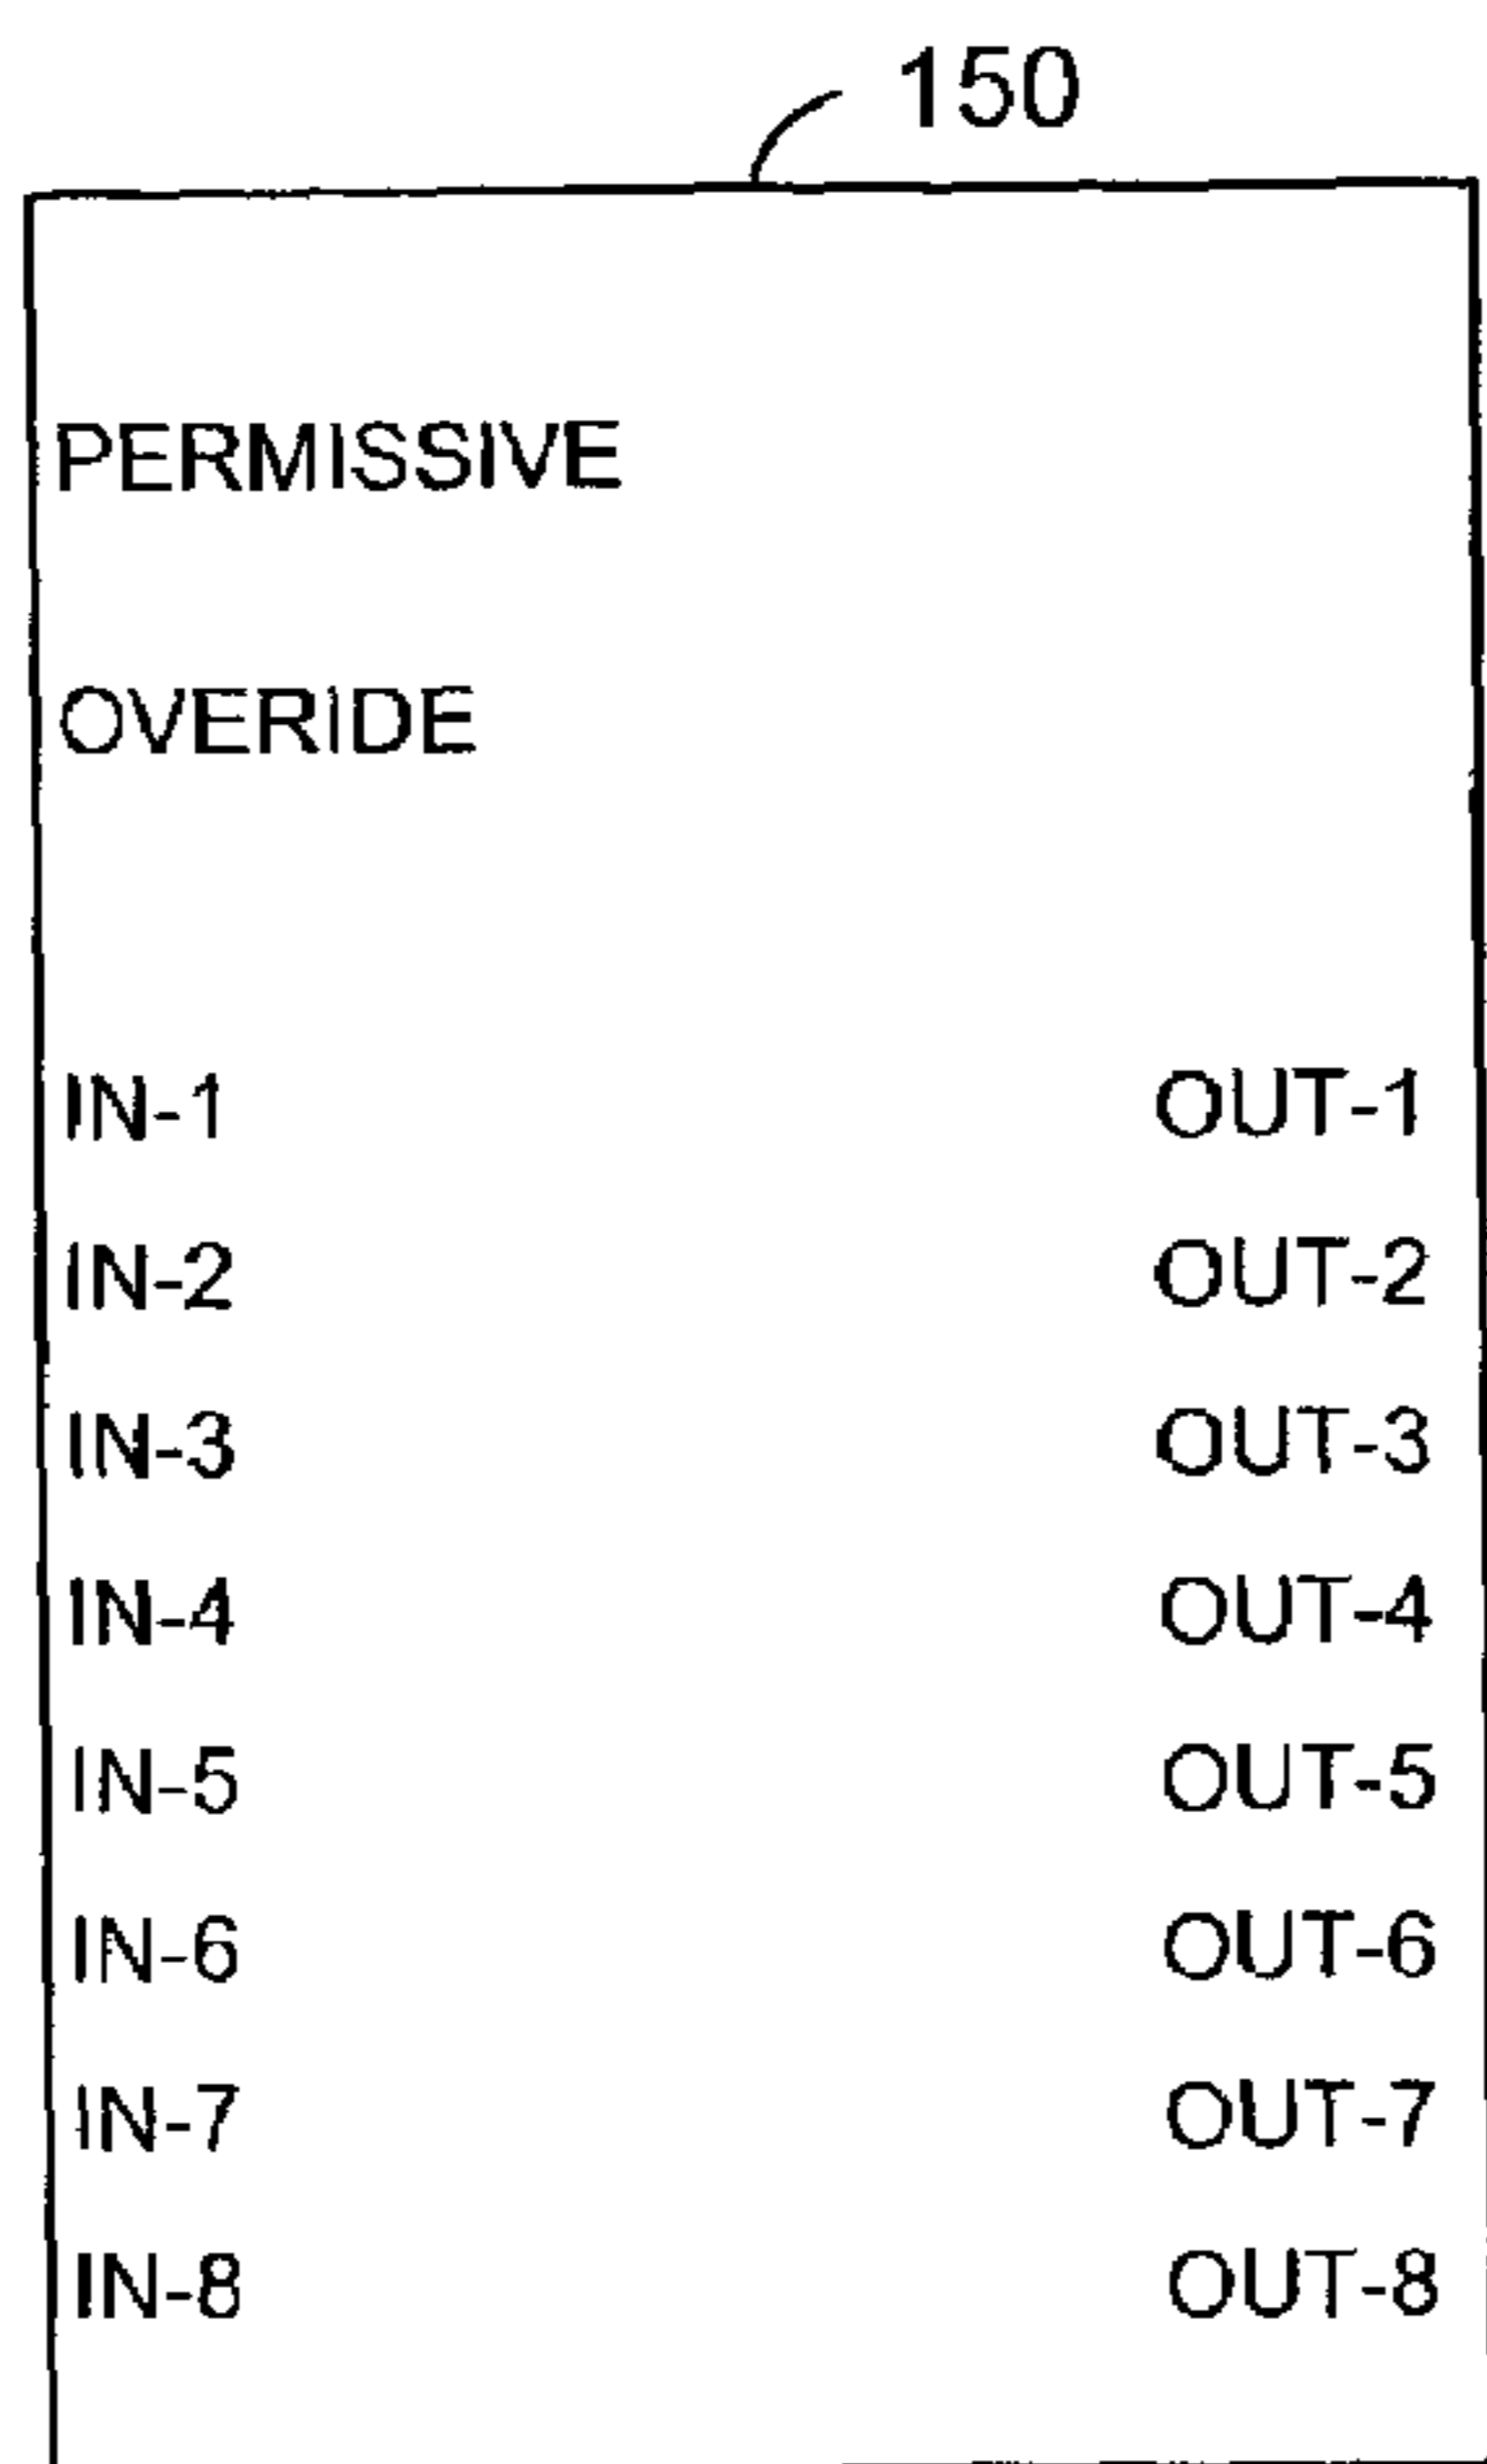 150
PERMISSIVE
OVERIDE
IN-1 OUT-1
IN-2 OUT-2
IN-3 OUT-3
IN-4 OUT-4
IN-5 OUT-5
IN-6 OUT-6
IN-7 OUT-7
IN-8 OUT-8